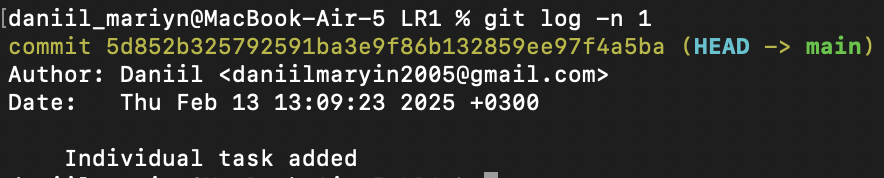 [daniil_mariyn@MacBook-Air-5 LR1 % git log -n 1
commit 5d852b325792591ba3e9f86b132859ee97f4a5ba (HEAD -> main)
Author: Daniil <daniilmaryin2005@gmail.com>
Date:   Thu Feb 13 13:09:23 2025 +0300
    Individual task added